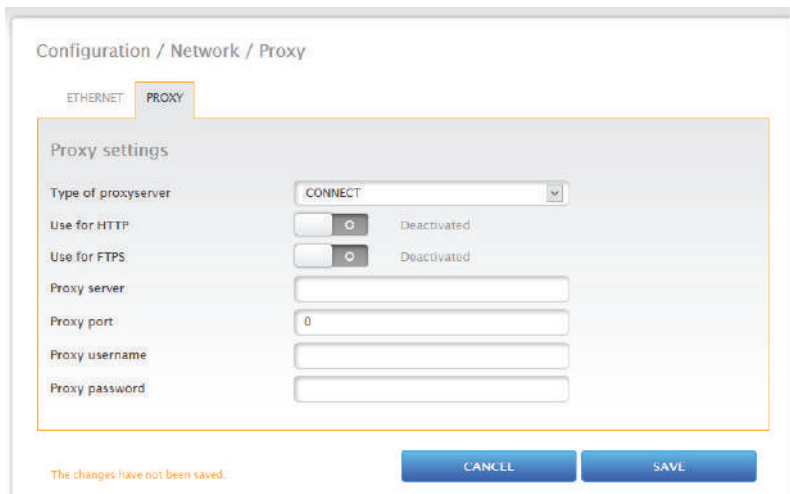 Configuration / Network / Proxy
ETHERNET PROXY
Proxy settings
Type of proxyserver CONNECT
Use for HTTP O Deactivated
Use for FTPS O Deactivated
Proxy server
Proxy port 0
Proxy username
Proxy password
The changes have not been saved. CANCEL SAVE